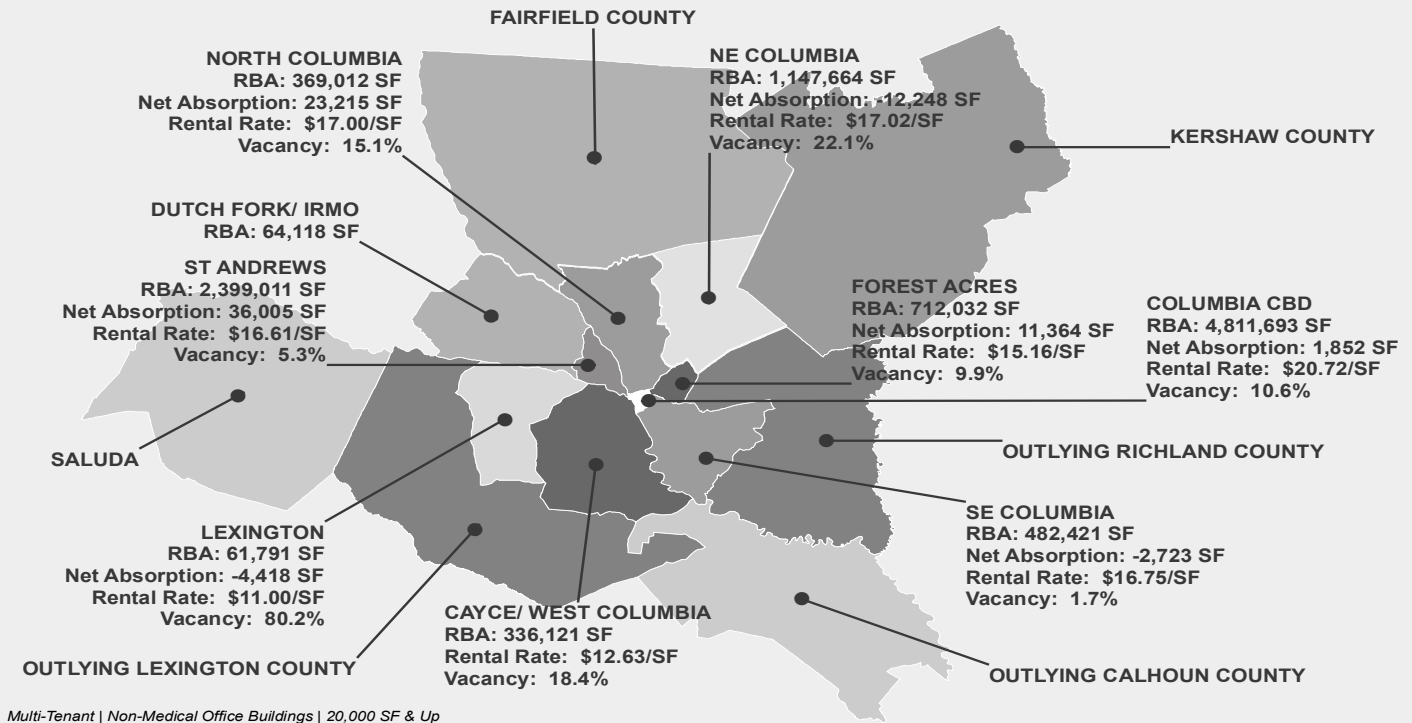 FAIRFIELD COUNTY
NORTH COLUMBIA
RBA: 369,012 SF
Net Absorption: 23,215 SF
Rental Rate: $17.00/SF
Vacancy: 15.1%
NE COLUMBIA
RBA: 1,147,664 SF
Net Absorption: -12,248 SF
Rental Rate: $17.02/SF
Vacancy: 22.1%
KERSHAW COUNTY
DUTCH FORK/ IRMO
RBA: 64,118 SF
ST ANDREWS
RBA: 2,399,011 SF
Net Absorption: 36,005 SF
Rental Rate: $16.61/SF
Vacancy: 5.3%
FOREST ACRES
RBA: 712,032 SF
Net Absorption: 11,364 SF
Rental Rate: $15.16/SF
Vacancy: 9.9%
COLUMBIA CBD
RBA: 4,811,693 SF
Net Absorption: 1,852 SF
Rental Rate: $20.72/SF
Vacancy: 10.6%
SALUDA
OUTLYING RICHLAND COUNTY
LEXINGTON
RBA: 61,791 SF
Net Absorption: -4,418 SF
Rental Rate: $11.00/SF
Vacancy: 80.2%
SE COLUMBIA
RBA: 482,421 SF
Net Absorption: -2,723 SF
Rental Rate: $16.75/SF
Vacancy: 1.7%
CAYCE/ WEST COLUMBIA
RBA: 336,121 SF
Rental Rate: $12.63/SF
Vacancy: 18.4%
OUTLYING LEXINGTON COUNTY
OUTLYING CALHOUN COUNTY
Multi-Tenant | Non-Medical Office Buildings | 20,000 SF & Up